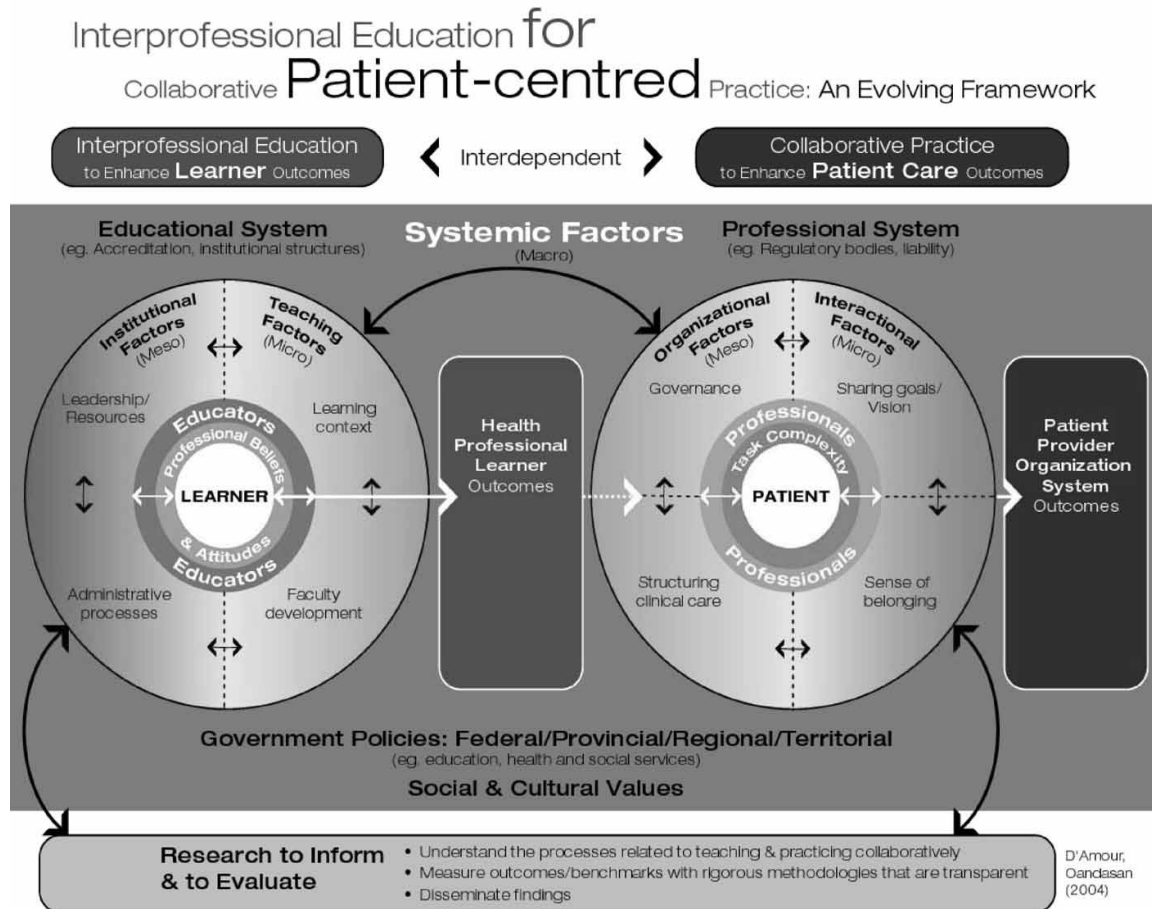 Interprofessional Education for
Collaborative Patient-centred Practice: An Evolving Framework
Interprofessional Education
to Enhance Learner Outcomes
Interdependent
Collaborative Practice
to Enhance Patient Care Outcomes
Educational System
(eg. Accreditation, institutional structures)
Systemic Factors
(Macro)
Professional System
(eg. Regulatory bodies, liability)
Institutional
Factors
(Meso)
Teaching
Factors
(Micro)
Leadership/
Resources
Learning
context
Educators
Professional Beliefs
LEARNER
& Attitudes
Educators
Administrative
processes
Faculty
development
Health
Professional
Learner
Outcomes
Organizational
Factors
(Meso)
Interactional
Factors
(Micro)
Governance
Sharing goals/
Vision
Professionals
Task Complexity
PATIENT
Professionals
Structuring
clinical care
Sense of
belonging
Patient
Provider
Organization
System
Outcomes
Government Policies: Federal/Provincial/Regional/Territorial
(eg. education, health and social services)
Social & Cultural Values
Research to Inform
& to Evaluate
• Understand the processes related to teaching & practicing collaboratively
• Measure outcomes/benchmarks with rigorous methodologies that are transparent
• Disseminate findings
D'Amour,
Oandasan
(2004)